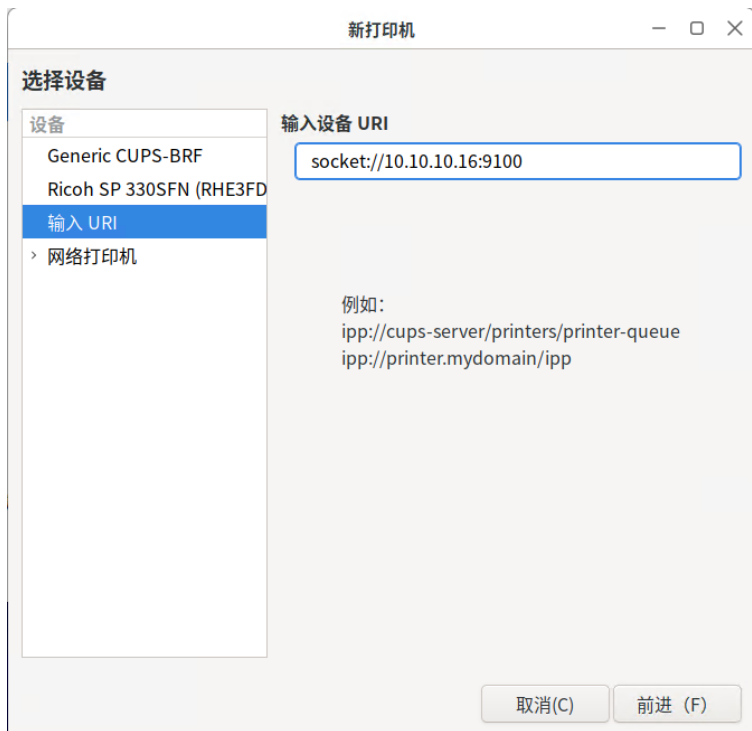 新打印机
选择设备
设备
Generic CUPS-BRF
Ricoh SP 330SFN (RHE3FD
输入 URI
网络打印机
输入设备 URI
socket://10.10.10.16:9100
例如：
ipp://cups-server/printers/printer-queue
ipp://printer.mydomain/ipp
取消(C)
前进（F）